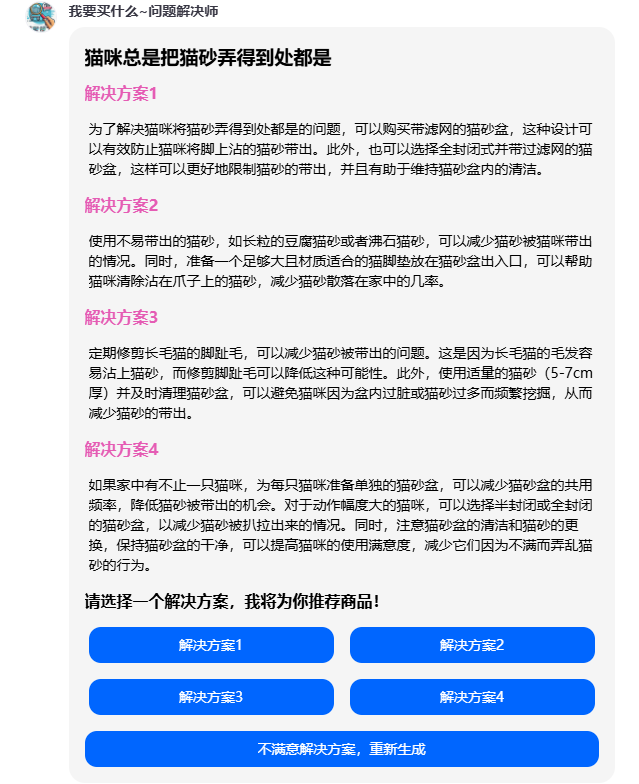 我要买什么~问题解决师
猫咪总是把猫砂弄得到处都是
解决方案1
为了解决猫咪将猫砂弄得到处都是的问题，可以购买带滤网的猫砂盆，这种设计可
以有效防止猫咪将脚上沾的猫砂带出。此外，也可以选择全封闭式并带过滤网的猫
砂盆，这样可以更好地限制猫砂的带出，并且有助于维持猫砂盆内的清洁。
解决方案2
使用不易带出的猫砂，如长粒的豆腐猫砂或者沸石猫砂，可以减少猫砂被猫咪带出
的情况。同时，准备一个足够大且材质适合的猫脚垫放在猫砂盆出入口，可以帮助
猫咪清除沾在爪子上的猫砂，减少猫砂散落在家中的几率。
解决方案3
定期修剪长毛猫的脚趾毛，可以减少猫砂被带出的问题。这是因为长毛猫的毛发容
易沾上猫砂，而修剪脚趾毛可以降低这种可能性。此外，使用适量的猫砂（5-7cm
厚）并及时清理猫砂盆，可以避免猫咪因为盆内过脏或猫砂过多而频繁挖掘，从而
减少猫砂的带出。
解决方案4
如果家中有不止一只猫咪，为每只猫咪准备单独的猫砂盆，可以减少猫砂盆的共用
频率，降低猫砂被带出的机会。对于动作幅度大的猫咪，可以选择半封闭或全封闭
的猫砂盆，以减少猫砂被扒拉出来的情况。同时，注意猫砂盆的清洁和猫砂的更
换，保持猫砂盆的干净，可以提高猫咪的使用满意度，减少它们因为不满而弄乱猫
砂的行为。
请选择一个解决方案，我将为你推荐商品！
解决方案1
解决方案2
解决方案3
解决方案4
不满意解决方案，重新生成